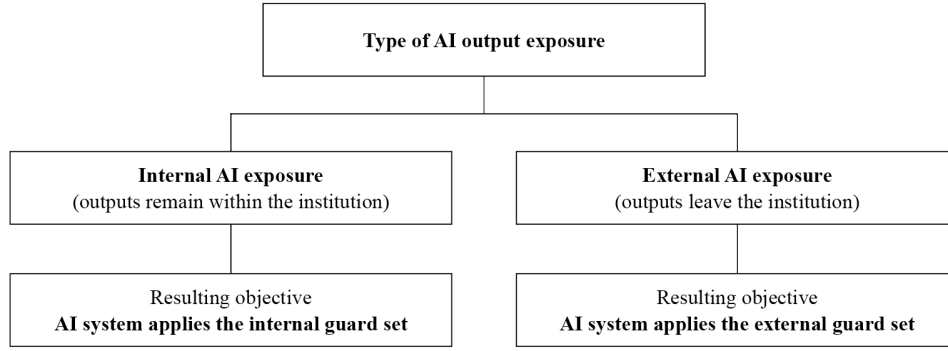 Type of AI output exposure
Internal AI exposure
(outputs remain within the institution)
External AI exposure
(outputs leave the institution)
Resulting objective
AI system applies the internal guard set
Resulting objective
AI system applies the external guard set